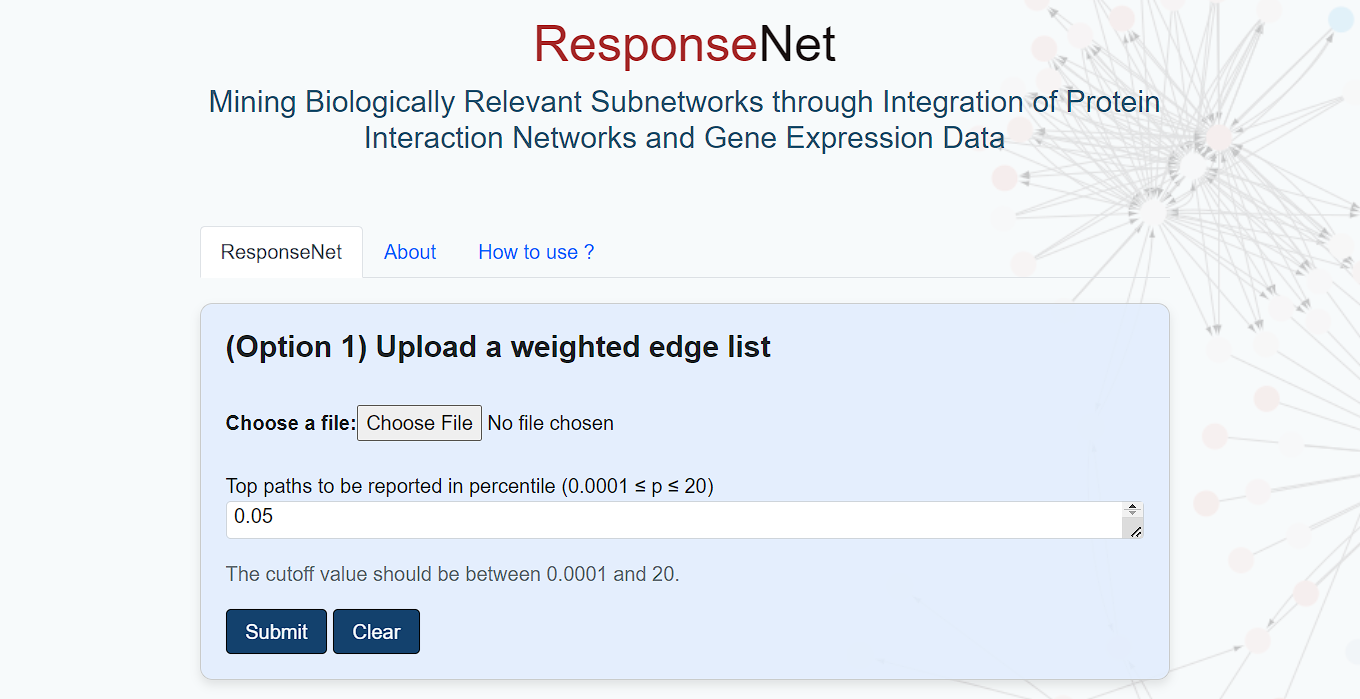 ResponseNet
Mining Biologically Relevant Subnetworks through Integration of Protein
Interaction Networks and Gene Expression Data
ResponseNet About How to use ?
(Option 1) Upload a weighted edge list
Choose a file: Choose File No file chosen
Top paths to be reported in percentile (0.0001 ≤ p ≤ 20)
0.05
The cutoff value should be between 0.0001 and 20.
Submit Clear